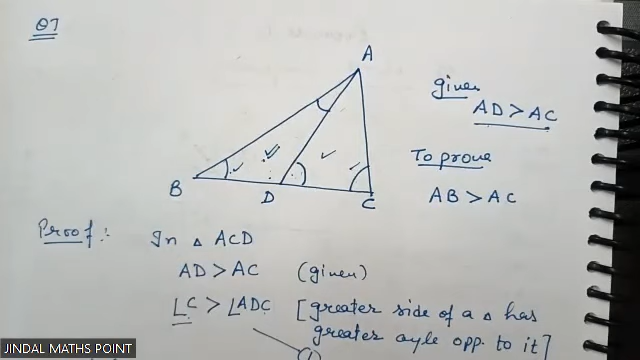 Q7
A
given
AD > AC
To prove
B
D
C
AB > AC
Proof :
In △ ACD
AD > AC (given)
∠C > ∠ADC [greater side of a △ has
greater angle opp. to it]
①
JINDAL MATHS POINT